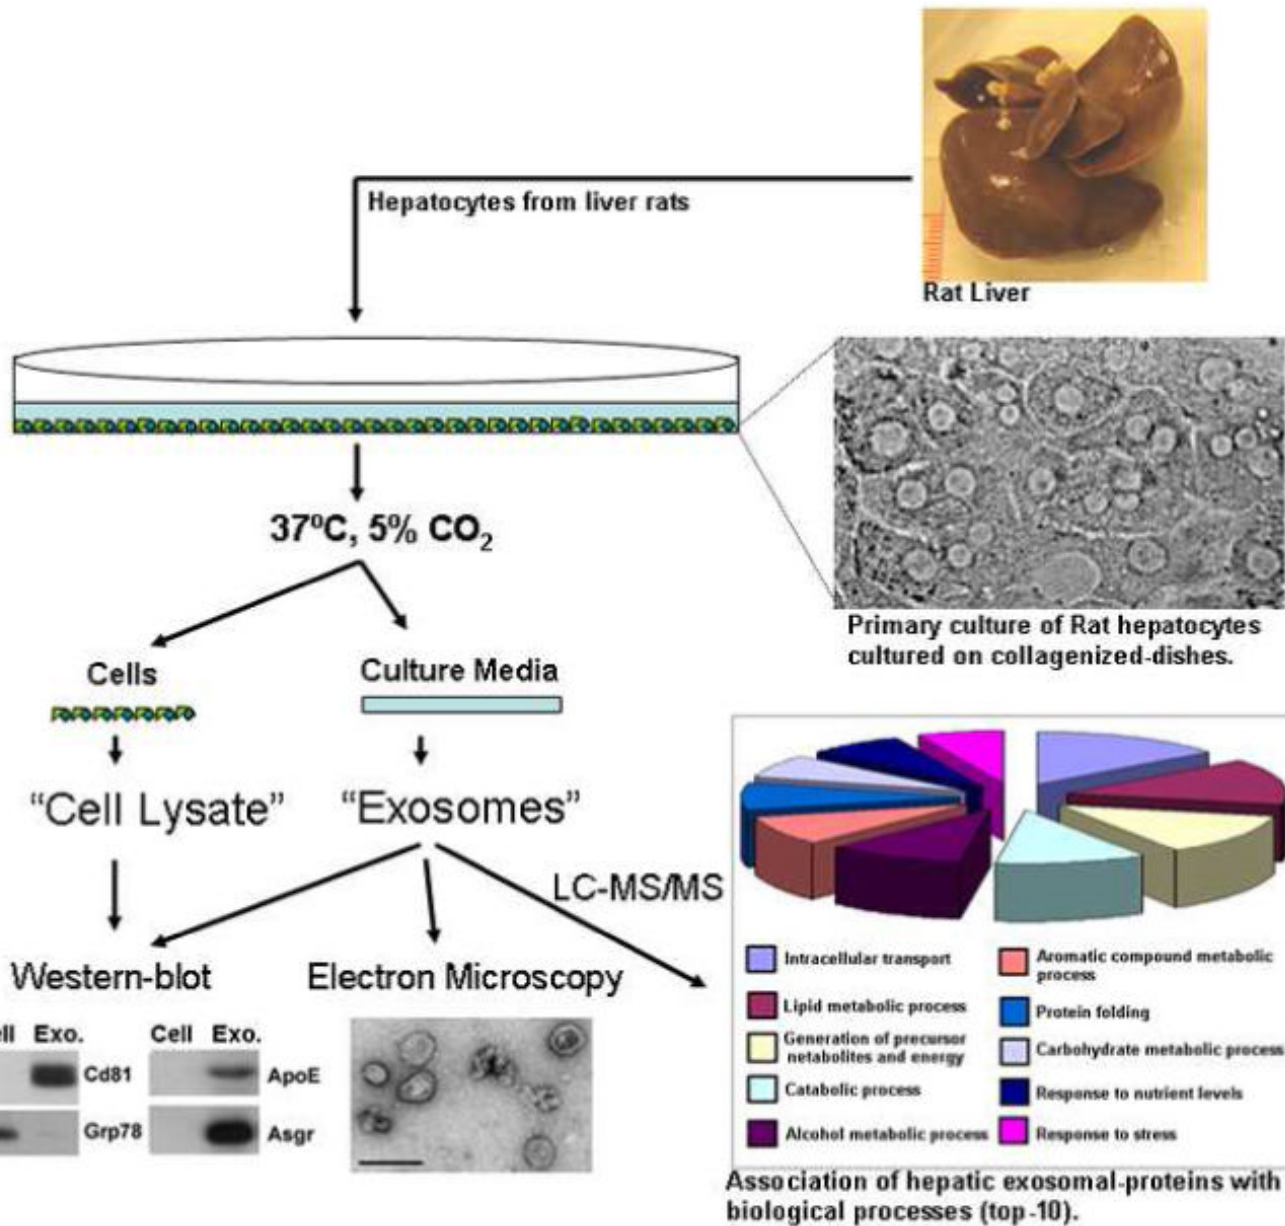 Hepatocytes from liver rats
Rat Liver
37ºC, 5% CO₂
Primary culture of Rat hepatocytes
cultured on collagenized-dishes.
Cells
Culture Media
“Cell Lysate”
“Exosomes”
LC-MS/MS
Western-blot
Electron Microscopy
ell Exo.
Cd81
Grp78
Cell Exo.
ApoE
Asgr
Intracellular transport
Lipid metabolic process
Generation of precursor
netabolites and energy
Catabolic process
Alcohol metabolic process
Aromatic compound metabolic
process
Protein folding
Carbohydrate metabolic process
Response to nutrient levels
Response to stress
Association of hepatic exosomal-proteins with
biological processes (top-10).